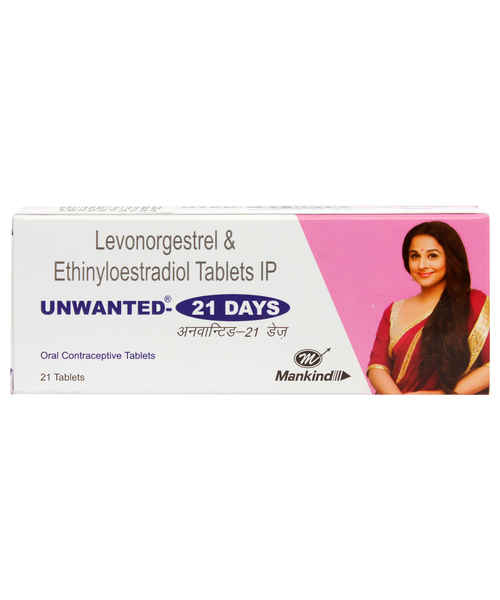 Levonorgestrel &
Ethinyloestradiol Tablets IP
UNWANTED®- 21 DAYS
अनवान्टिड-21 डेज़
Oral Contraceptive Tablets
21 Tablets
m
Mankind